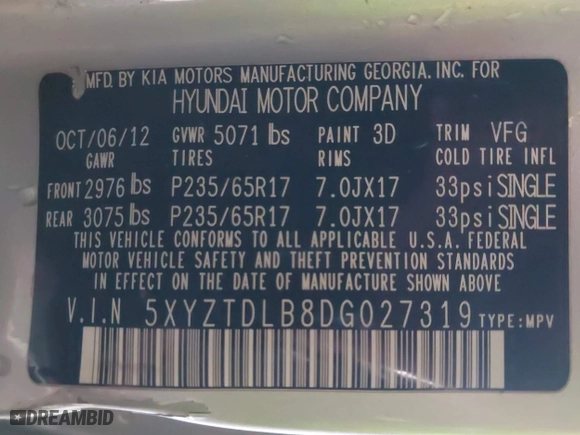 MFD. BY KIA MOTORS MANUFACTURING GEORGIA. INC. FOR
HYUNDAI MOTOR COMPANY
OCT/06/12 GVWR 5071 lbs PAINT 3D TRIM VFG
GAWR TIRES RIMS COLD TIRE INFL
FRONT 2976 lbs P235/65R17 7.0JX17 33psi SINGLE
REAR 3075 lbs P235/65R17 7.0JX17 33psi SINGLE
THIS VEHICLE CONFORMS TO ALL APPLICABLE U.S.A. FEDERAL
MOTOR VEHICLE SAFETY AND THEFT PREVENTION STANDARDS
IN EFFECT ON THE DATE OF MANUFACTURE SHOWN ABOVE
V.I.N 5XYZTDLB8DG027319 TYPE: MPV
DREAMBID